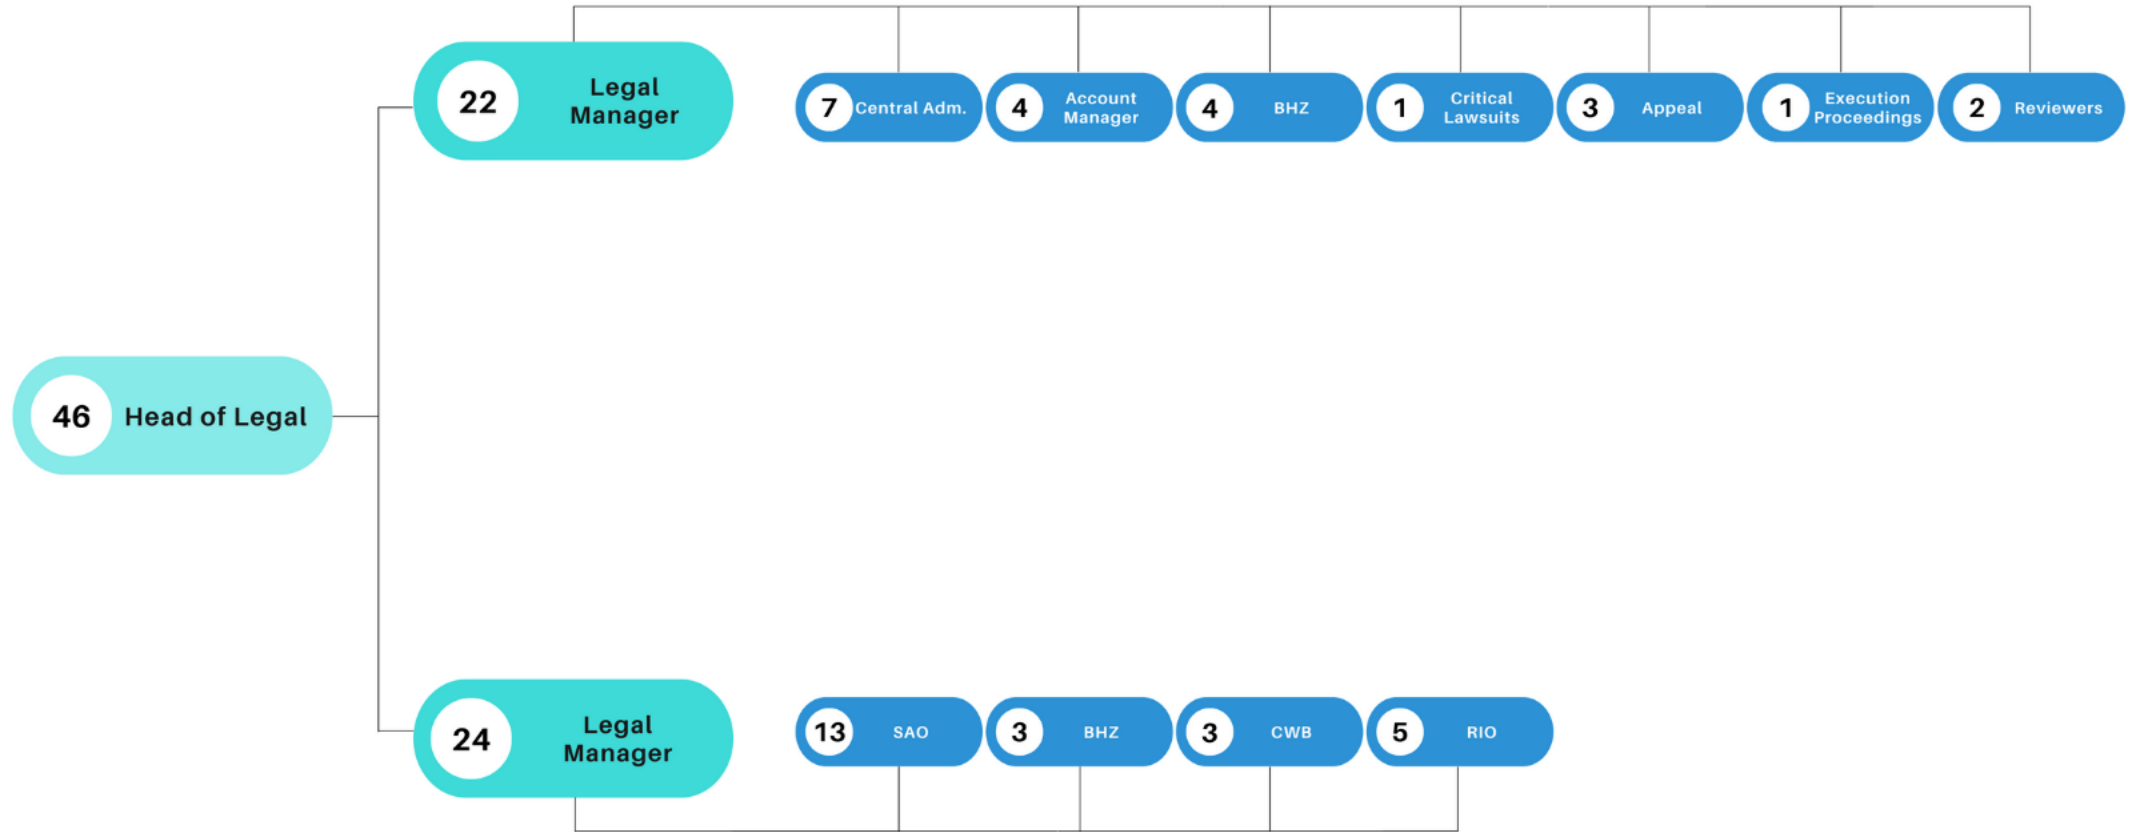 22
Legal
Manager
7
Central Adm.
4
Account
Manager
4
BHZ
1
Critical
Lawsuits
3
Appeal
1
Execution
Proceedings
2
Reviewers
46
Head of Legal
24
Legal
Manager
13
SAO
3
BHZ
3
CWB
5
RIO